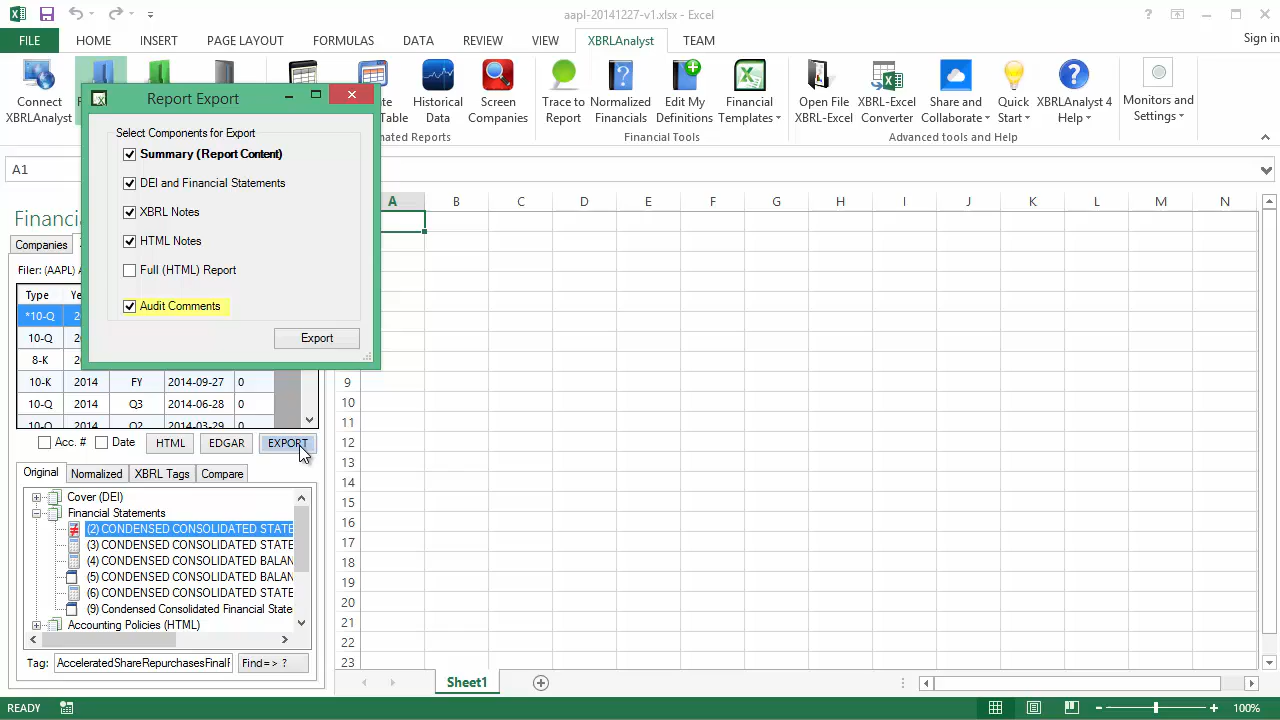 aapl-20141227-v1.xlsx - Excel
FILE HOME INSERT PAGE LAYOUT FORMULAS DATA REVIEW VIEW XBRLAnalyst TEAM Sign in
Connect XBRLAnalyst
Historical Data
Screen Companies
Trace to Report
Normalized Financials
Edit My Definitions
Financial Templates
Open File XBRL-Excel
XBRL-Excel Converter
Share and Collaborate
Quick Start
XBRLAnalyst 4 Help
Monitors and Settings
Financial Tools
Advanced tools and Help
Report Export
Select Components for Export
Summary (Report Content)
DEI and Financial Statements
XBRL Notes
HTML Notes
Full (HTML) Report
Audit Comments
Export
A1
A B C D E F G H I J K L M N
Companies
Filer: (AAPL)
Type
*10-Q
10-Q
8-K
10-K 2014 FY 2014-09-27 0
10-Q 2014 Q3 2014-06-28 0
10-Q 2014 Q2 2014-03-29 0
Acc. # Date HTML EDGAR EXPORT
Original Normalized XBRL Tags Compare
Cover (DEI)
Financial Statements
(2) CONDENSED CONSOLIDATED STATE
(3) CONDENSED CONSOLIDATED STATE
(4) CONDENSED CONSOLIDATED BALAN
(5) CONDENSED CONSOLIDATED BALAN
(6) CONDENSED CONSOLIDATED STATE
(9) Condensed Consolidated Financial State
Accounting Policies (HTML)
Tag: AcceleratedShareRepurchasesFinalF Find=> ?
9
10
11
12
13
14
15
16
17
18
19
20
21
22
23
Sheet1
READY
100%